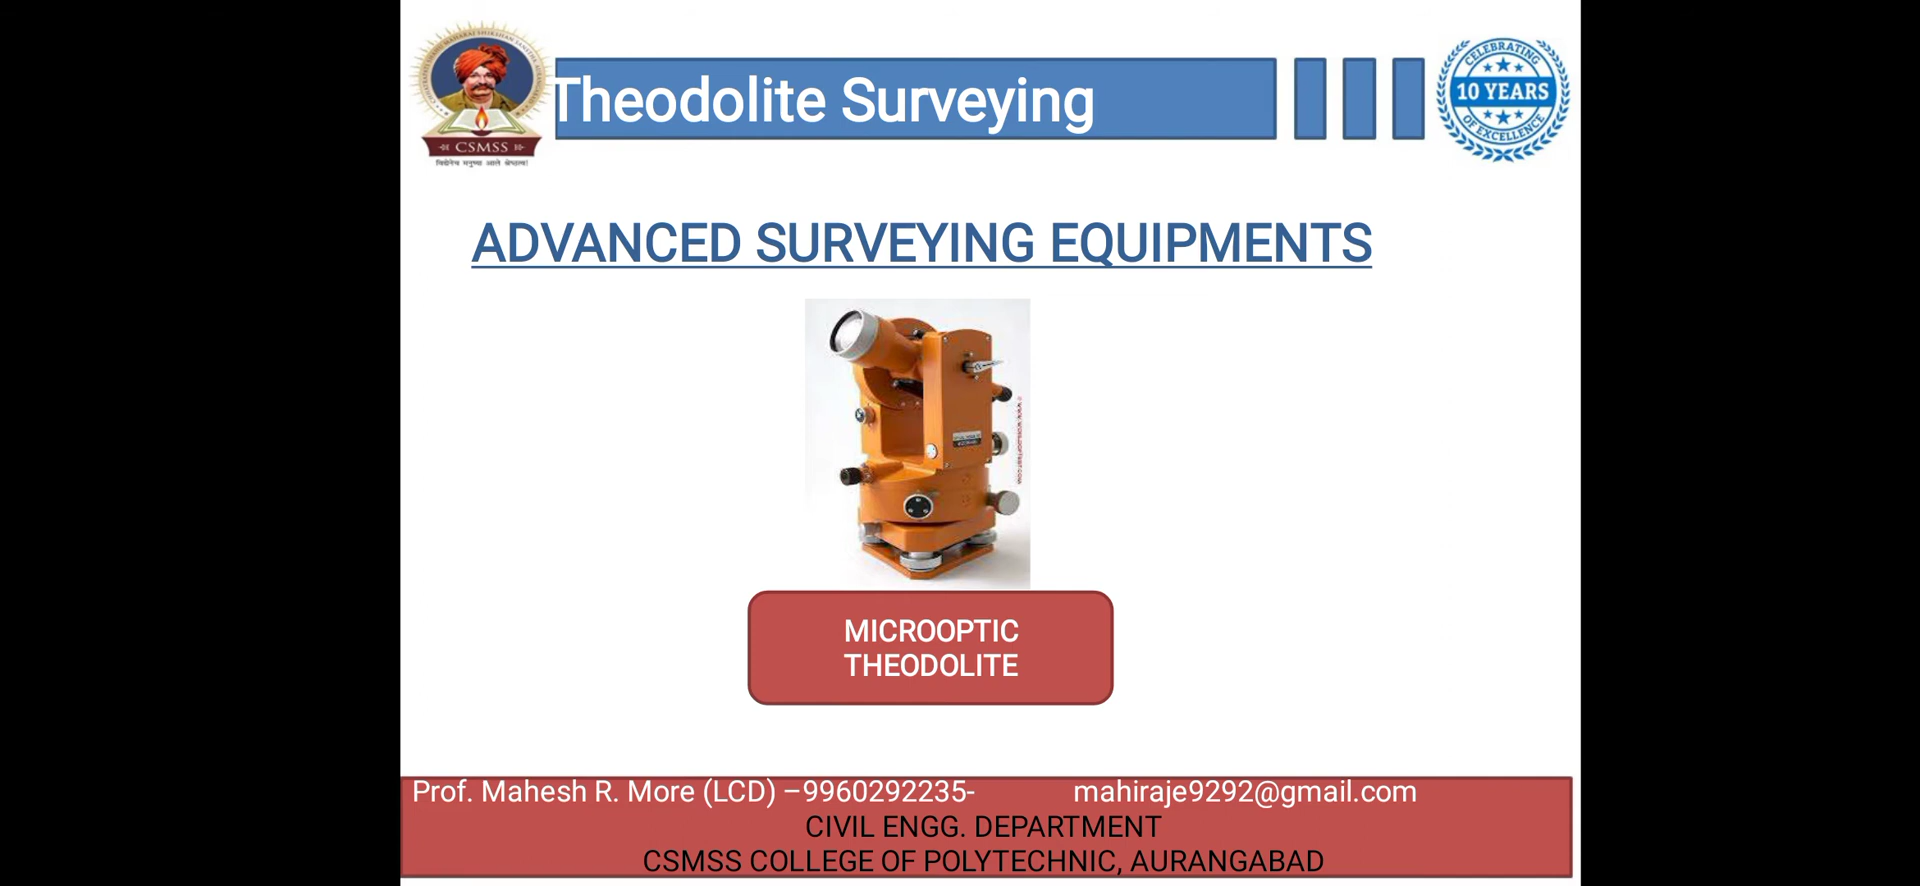 Theodolite Surveying
CSMSS
CELEBRATING
10 YEARS
OF EXCELLENCE
ADVANCED SURVEYING EQUIPMENTS
MICROOPTIC
THEODOLITE
Prof. Mahesh R. More (LCD) –9960292235- mahiraje9292@gmail.com
CIVIL ENGG. DEPARTMENT
CSMSS COLLEGE OF POLYTECHNIC, AURANGABAD